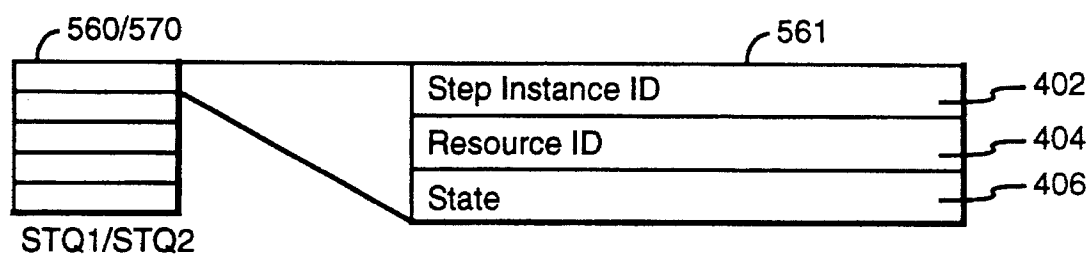 560/570
561
Step Instance ID
402
Resource ID
404
State
406
STQ1/STQ2